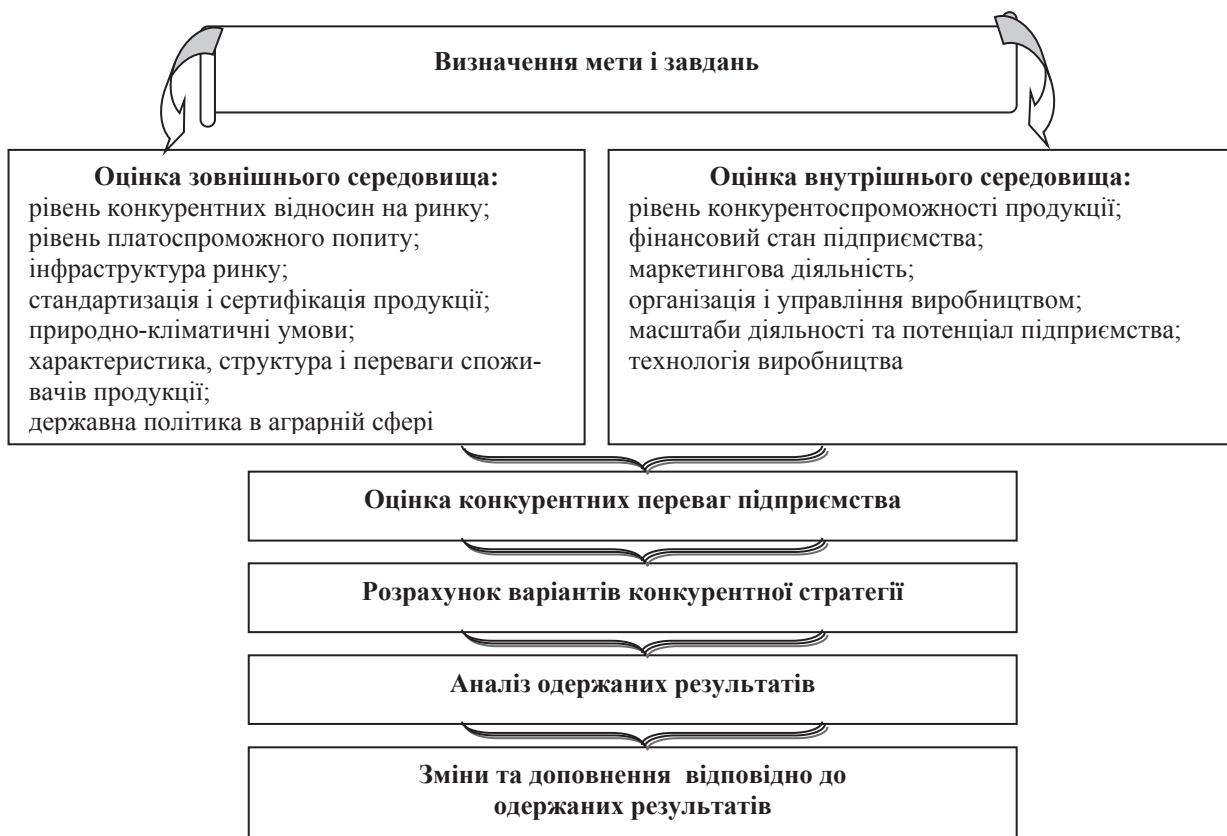 Визначення мети і завдань
Оцінка зовнішнього середовища:
рівень конкурентних відносин на ринку;
рівень платоспроможного попиту;
інфраструктура ринку;
стандартизація і сертифікація продукції;
природно-кліматичні умови;
характеристика, структура і переваги спожи-
вачів продукції;
державна політика в аграрній сфері
Оцінка внутрішнього середовища:
рівень конкурентоспроможності продукції;
фінансовий стан підприємства;
маркетингова діяльність;
організація і управління виробництвом;
масштаби діяльності та потенціал підприємства;
технологія виробництва
Оцінка конкурентних переваг підприємства
Розрахунок варіантів конкурентної стратегії
Аналіз одержаних результатів
Зміни та доповнення відповідно до
одержаних результатів